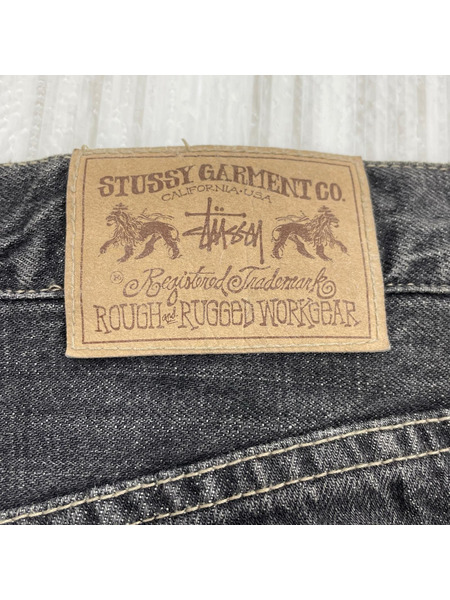 STUSSY GARMENT CO.
CALIFORNIA·USA
Stüssy
® Registered Trademark
ROUGH and RUGGED WORKGEAR